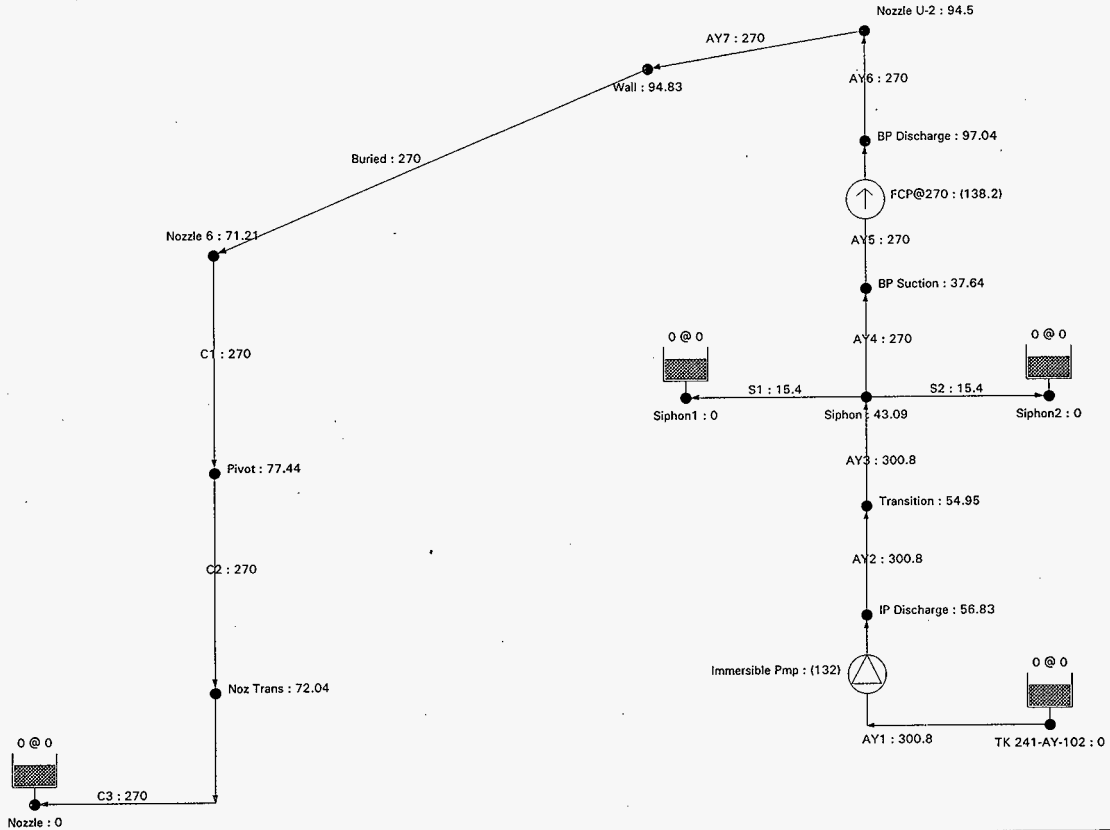 Nozzle U-2 : 94.5
AY7 : 270
AY6 : 270
Wall : 94.83
BP Discharge : 97.04
Buried : 270
FCP@270 : (138.2)
Nozzle 6 : 71.21
AY5 : 270
BP Suction : 37.64
0 @ 0
0 @ 0
AY4 : 270
C1 : 270
S1 : 15.4
S2 : 15.4
Siphon1 : 0
Siphon : 43.09
Siphon2 : 0
AY3 : 300.8
Pivot : 77.44
Transition : 54.95
AY2 : 300.8
C2 : 270
IP Discharge : 56.83
Immersible Pmp : (132)
0 @ 0
Noz Trans : 72.04
AY1 : 300.8
TK 241-AY-102 : 0
0 @ 0
C3 : 270
Nozzle : 0